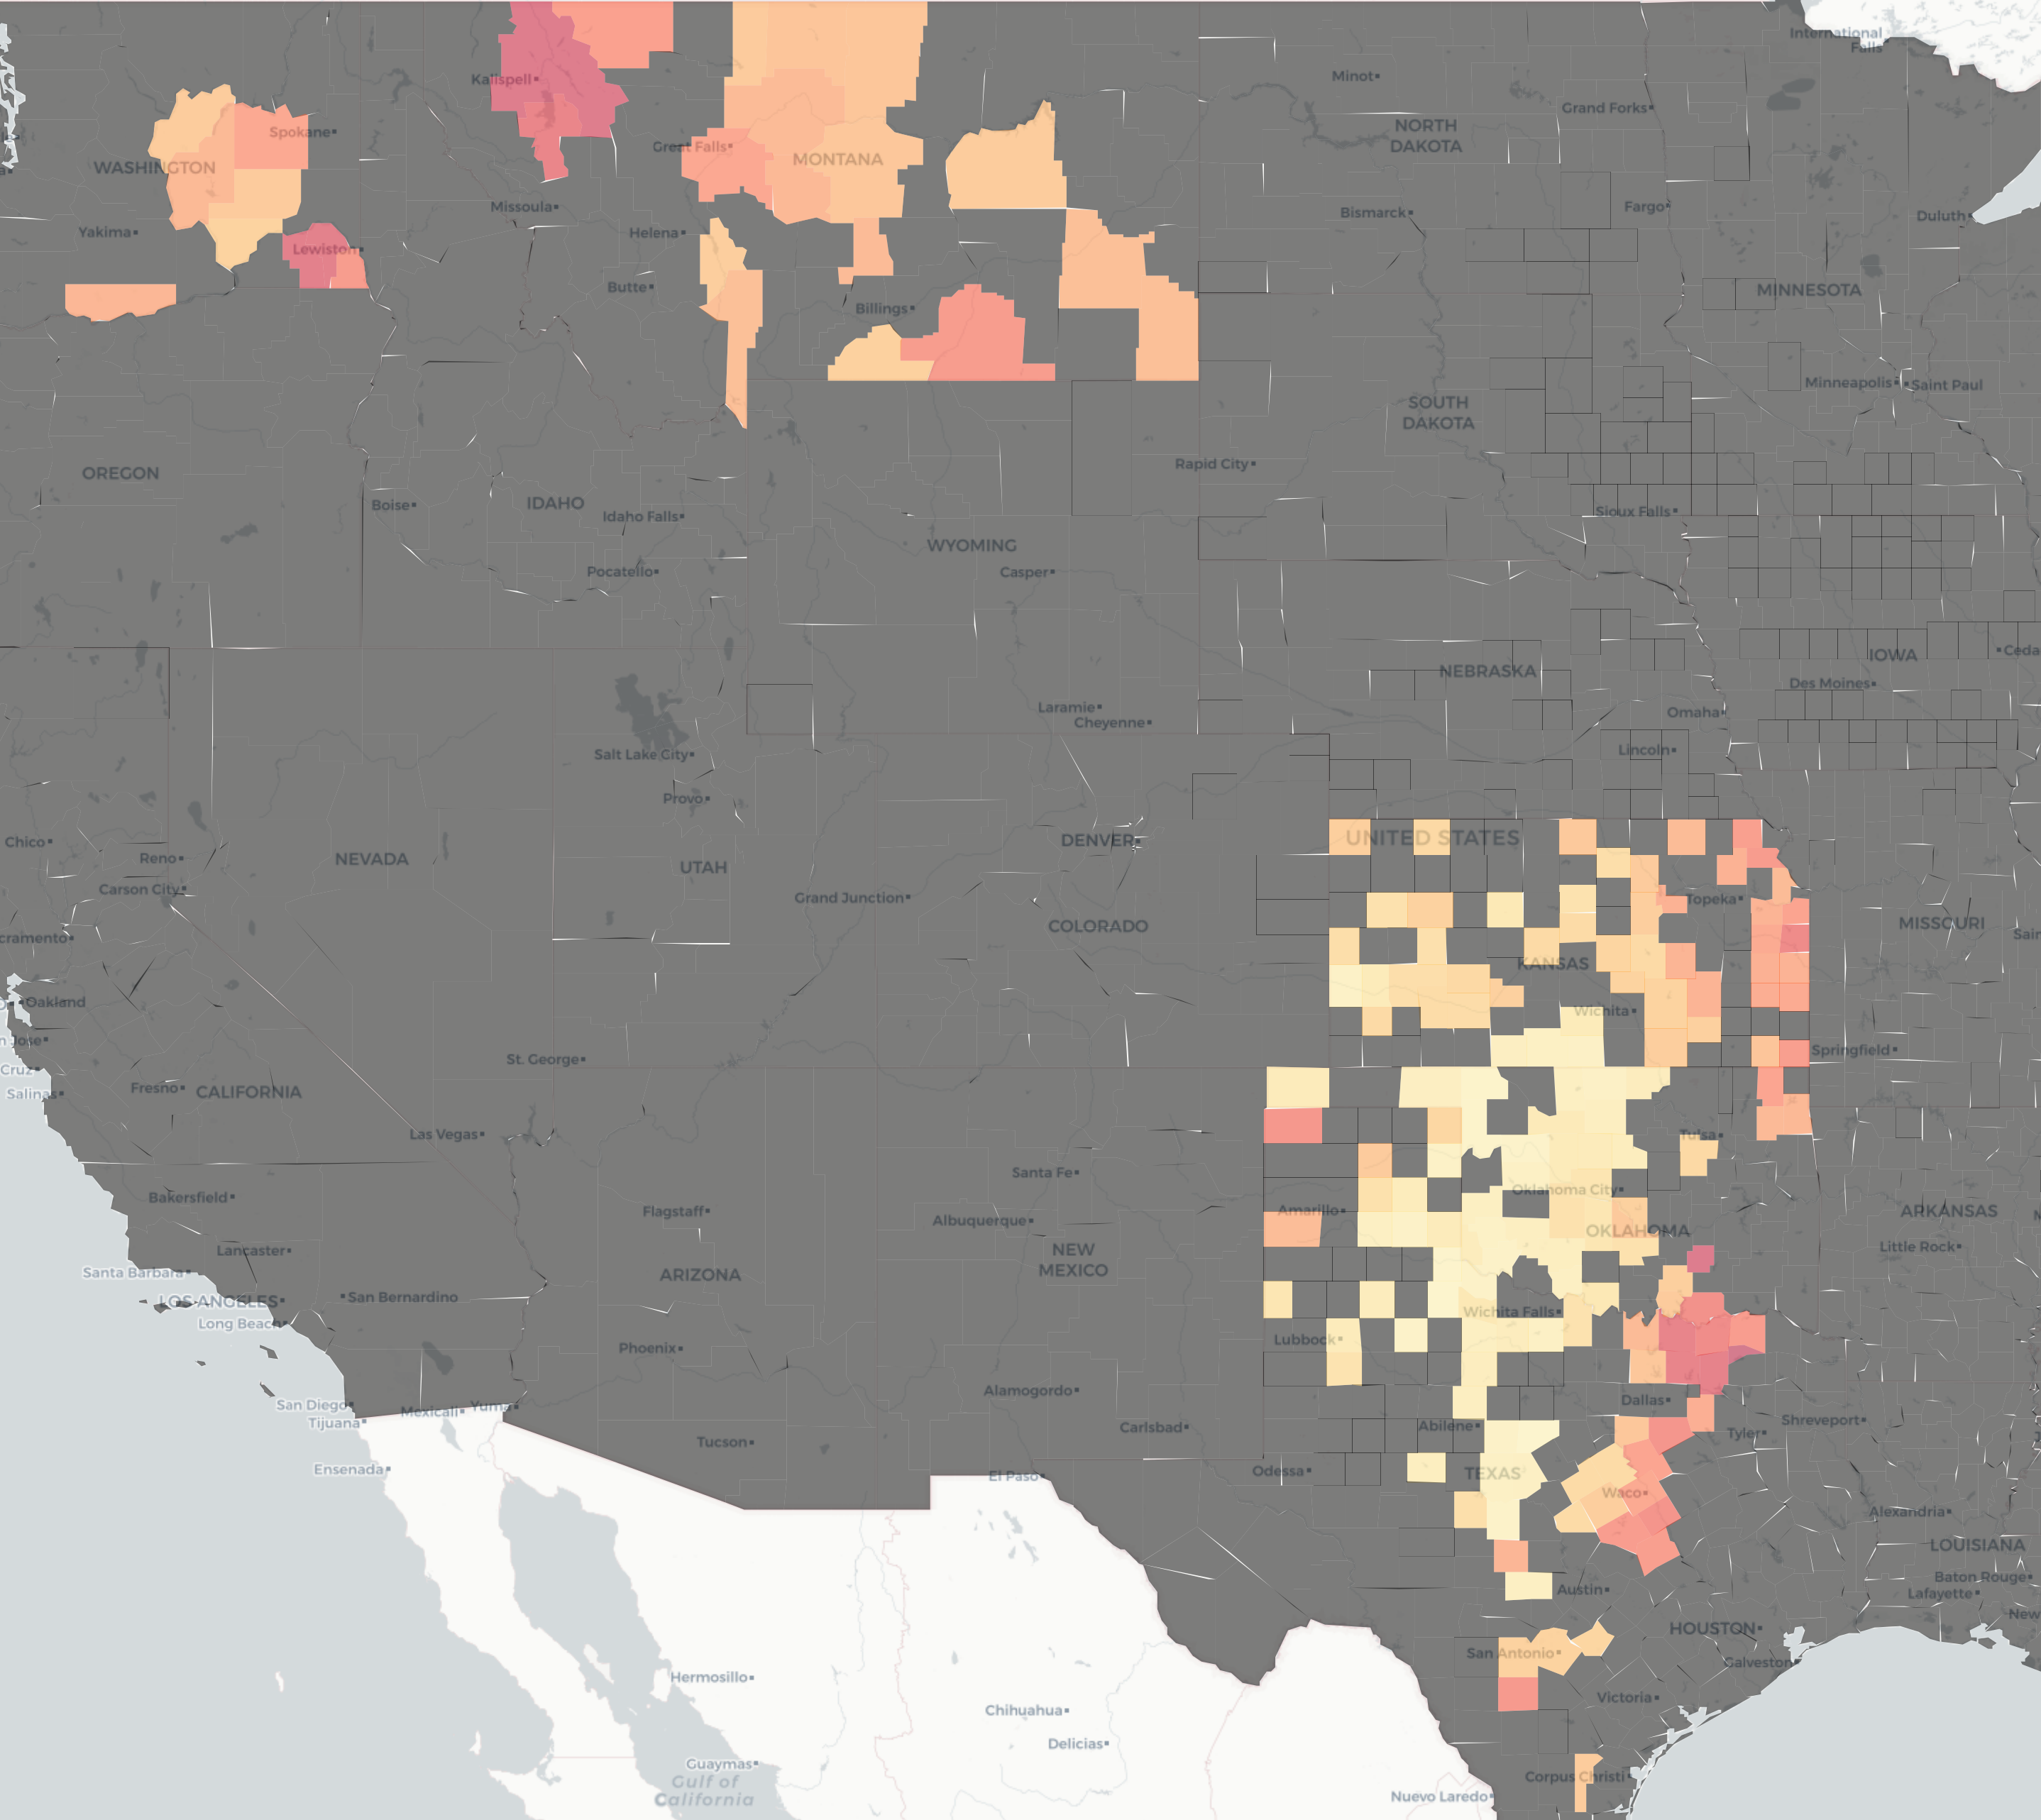 International
Falls
Minot
Grand Forks
Kalispell
Spokane
NORTH
DAKOTA
Great Falls
MONTANA
WASHINGTON
Missoula
Bismarck
Fargo
Duluth
Yakima
Helena
Lewiston
Butte
Billings
MINNESOTA
Minneapolis
Saint Paul
SOUTH
DAKOTA
Rapid City
OREGON
Boise
IDAHO
Idaho Falls
Sioux Falls
WYOMING
Pocatello
Casper
NEBRASKA
IOWA
Ceda
Des Moines
Laramie
Cheyenne
Omaha
Salt Lake City
Lincoln
Provo
Chico
DENVER
UNITED STATES
Reno
NEVADA
UTAH
Carson City
Grand Junction
Topeka
COLORADO
MISSOURI
Sain
cramento
KANSAS
Oakland
Wichita
n Jose
Springfield
St. George
Cruz
Fresno
CALIFORNIA
Salinas
Las Vegas
Tulsa
Santa Fe
Bakersfield
Oklahoma City
Flagstaff
Amarillo
ARKANSAS
Albuquerque
OKLAHOMA
Lancaster
NEW
MEXICO
Little Rock
Santa Barbara
ARIZONA
LOS ANGELES
San Bernardino
Wichita Falls
Long Beach
Lubbock
Phoenix
Alamogordo
Dallas
San Diego
Tijuana
Mexicali
Yuma
Carlsbad
Abilene
Shreveport
Tyler
Tucson
Ensenada
El Paso
Odessa
TEXAS
Waco
Alexandria
LOUISIANA
Austin
Baton Rouge
Lafayette
New
HOUSTON
San Antonio
Galveston
Hermosillo
Victoria
Chihuahua
Delicias
Guaymas
Corpus Christi
Gulf of
California
Nuevo Laredo